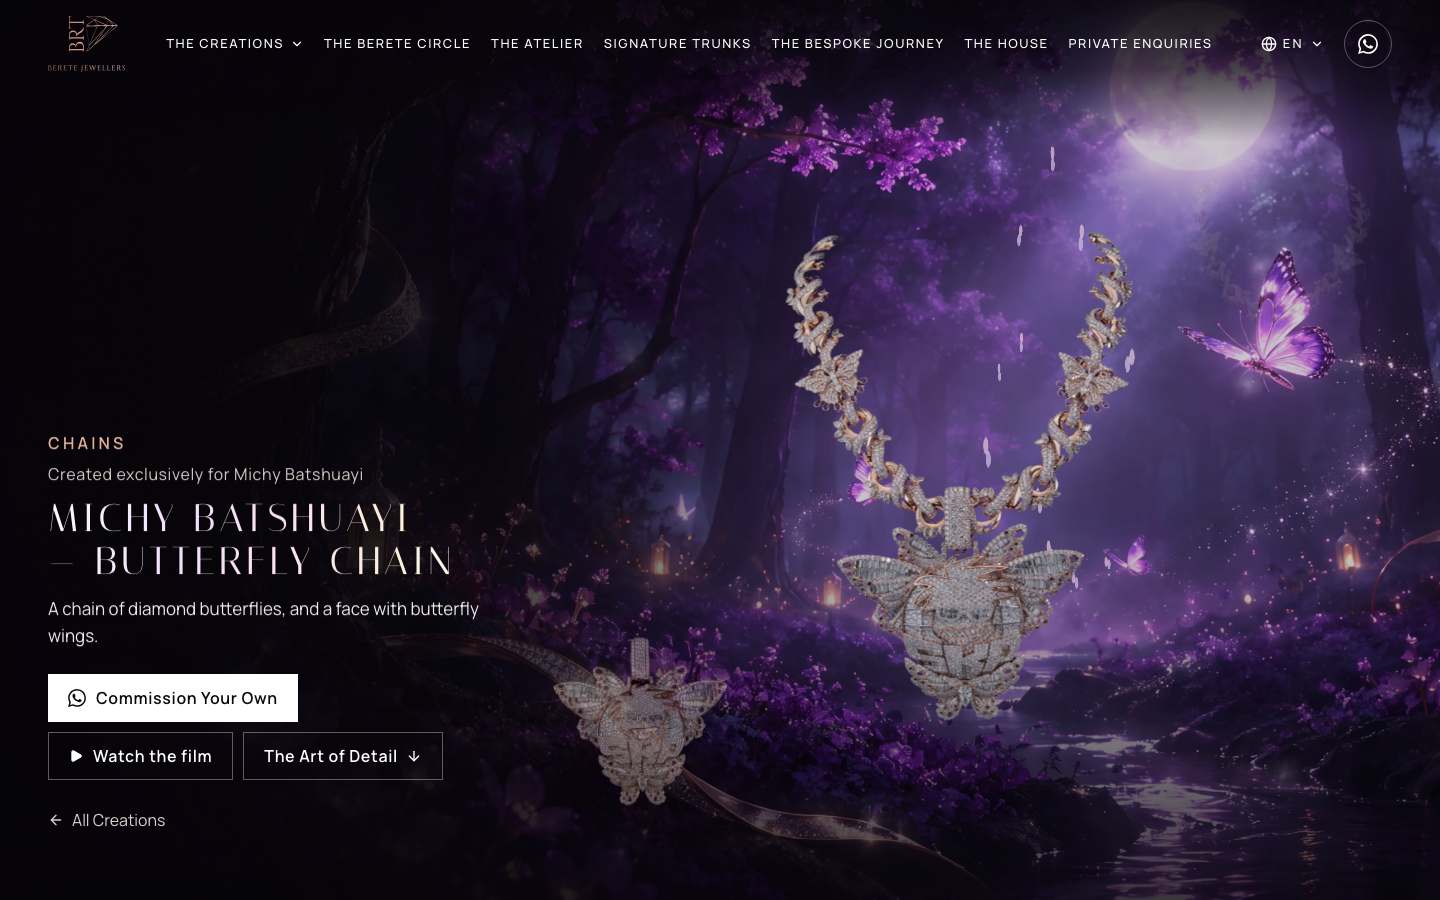 BRT
BERETE JEWELLERS
THE CREATIONS
THE BERETE CIRCLE
THE ATELIER
SIGNATURE TRUNKS
THE BESPOKE JOURNEY
THE HOUSE
PRIVATE ENQUIRIES
EN
CHAINS
Created exclusively for Michy Batshuayi
MICHY BATSHUAYI
— BUTTERFLY CHAIN
A chain of diamond butterflies, and a face with butterfly
wings.
Commission Your Own
Watch the film
The Art of Detail
All Creations